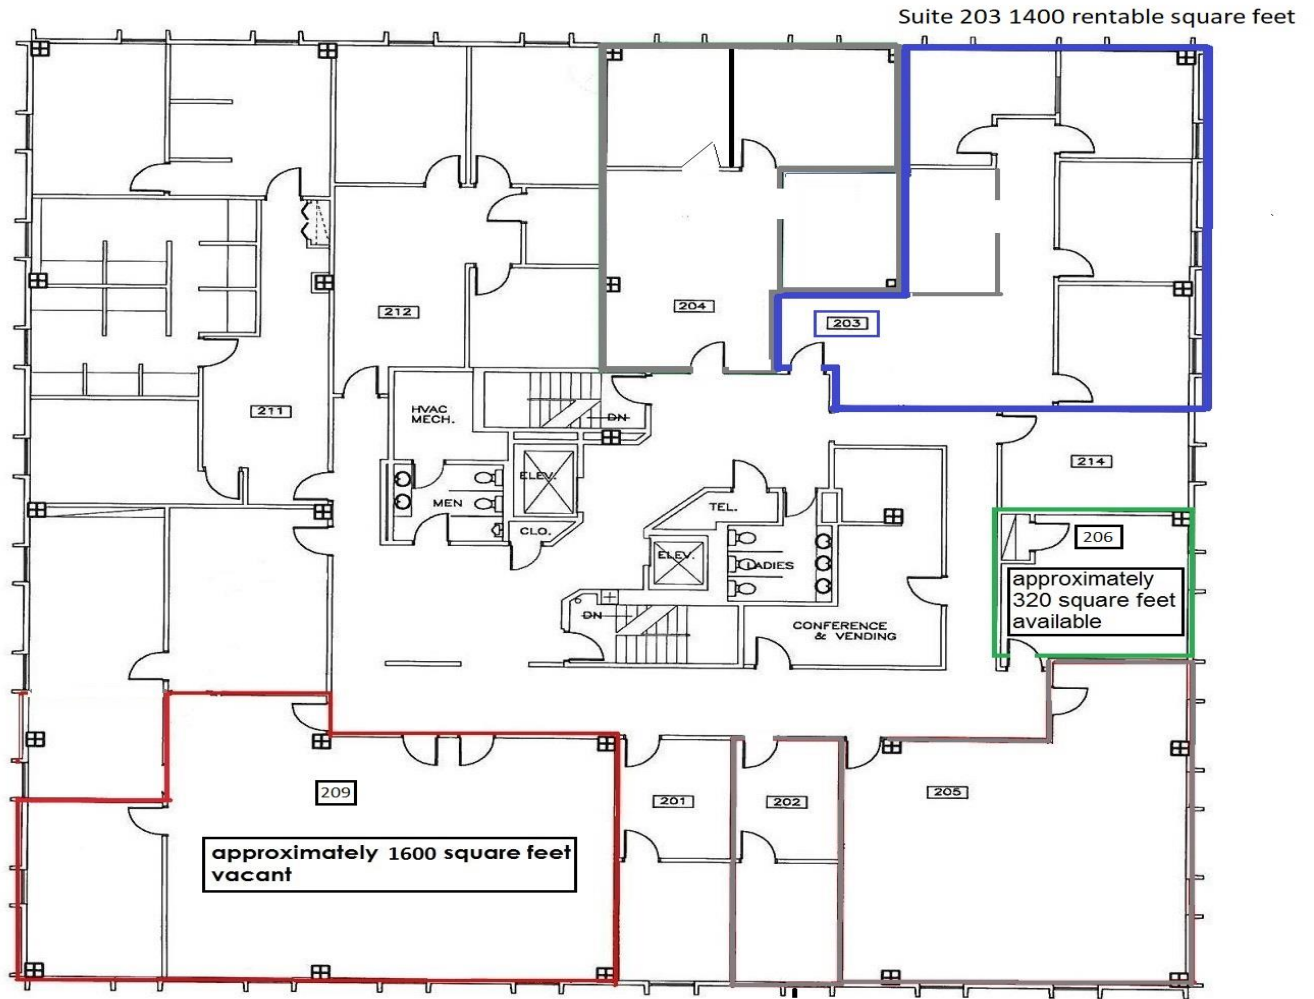 Suite 203 1400 rentable square feet
204
212
203
211
HVAC
MECH.
DN
ELEV.
214
MEN
TEL.
CLO.
206
ELEV.
LADIES
approximately
320 square feet
available
DN
CONFERENCE
& VENDING
209
201
202
205
approximately 1600 square feet
vacant